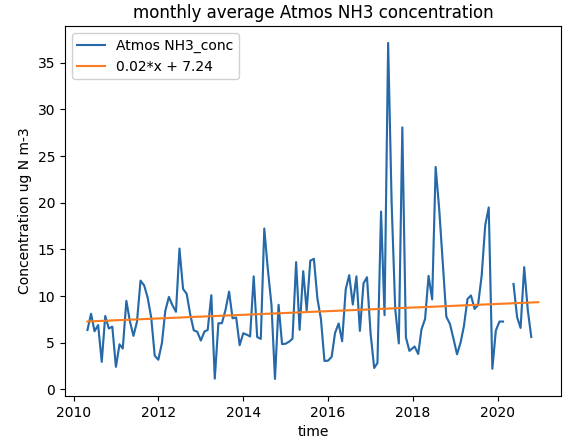 monthly average Atmos NH3 concentration
Atmos NH3_conc
0.02*x + 7.24
Concentration ug N m-3
35
30
25
20
15
10
5
0
2010
2012
2014
2016
2018
2020
time